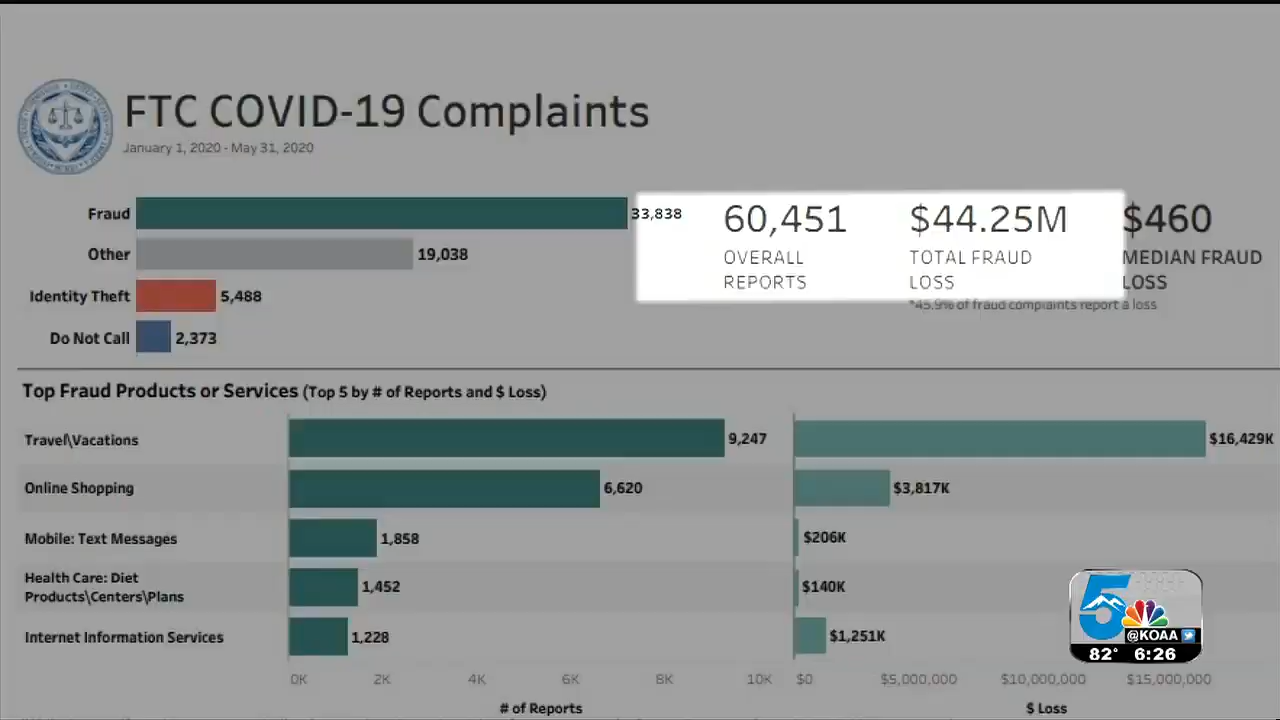 FTC COVID-19 Complaints
January 1, 2020 - May 31, 2020
Fraud 33,838
Other 19,038
Identity Theft 5,488
Do Not Call 2,373
60,451
OVERALL
REPORTS
$44.25M
TOTAL FRAUD
LOSS
$460
MEDIAN FRAUD
LOSS
*45.9% of fraud complaints report a loss
Top Fraud Products or Services (Top 5 by # of Reports and $ Loss)
Travel\Vacations 9,247 $16,429K
Online Shopping 6,620 $3,817K
Mobile: Text Messages 1,858 $206K
Health Care: Diet
Products\Centers\Plans 1,452 $140K
Internet Information Services 1,228 $1,251K
0K 2K 4K 6K 8K 10K $0 $5,000,000 $10,000,000 $15,000,000
# of Reports $ Loss
5
@KOAA
82° 6:26